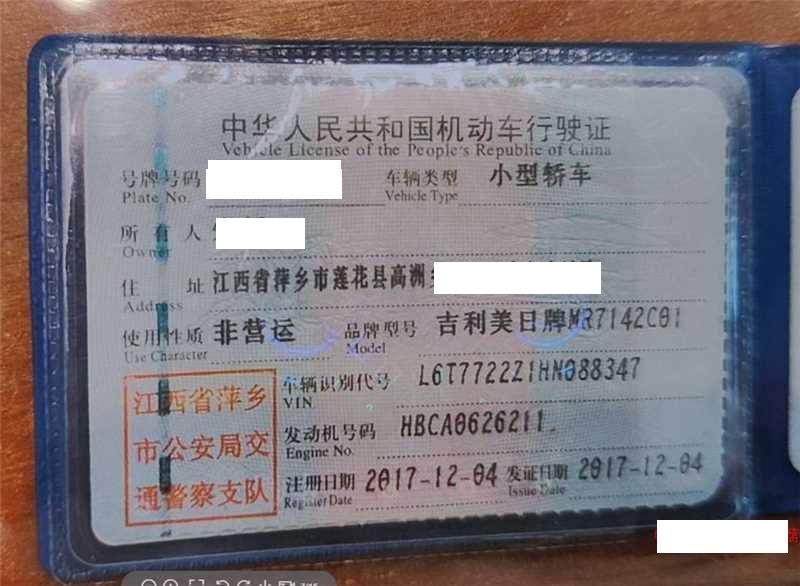 中华人民共和国机动车行驶证
Vehicle License of the People's Republic of China
号牌号码 车辆类型 小型轿车
Plate No. Vehicle Type
所有人
Owner
住址 江西省萍乡市莲花县高洲
Address
使用性质 非营运 品牌型号 吉利美日牌MR7142C01
Use Character Model
江西省萍乡
市公安局交
通警察支队
车辆识别代号 L6T7722Z1HN088347
VIN
发动机号码 HBCA0626211
Engine No.
注册日期 2017-12-04 发证日期 2017-12-04
Register Date Issue Date